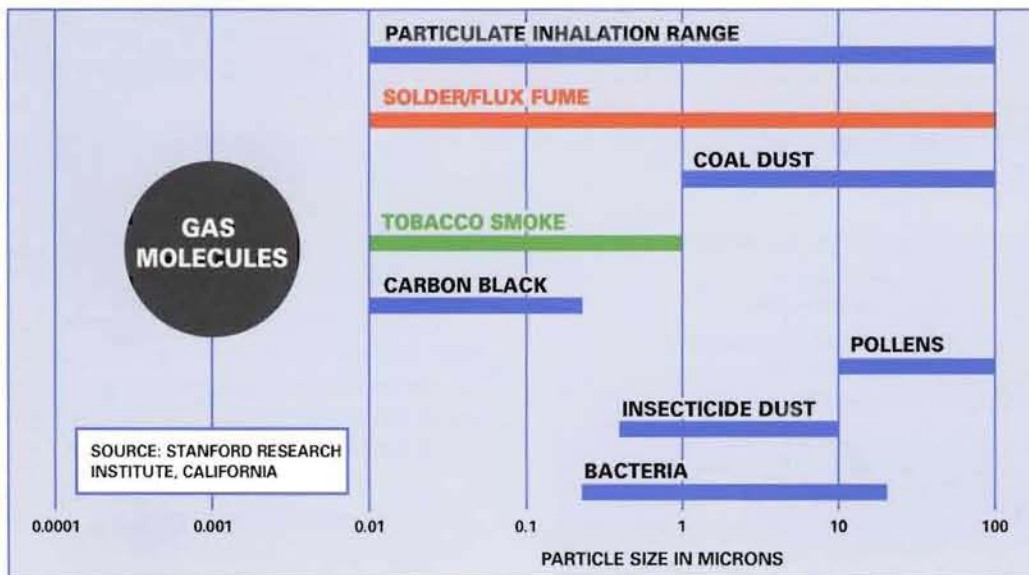 PARTICULATE INHALATION RANGE
SOLDER/FLUX FUME
COAL DUST
TOBACCO SMOKE
GAS
MOLECULES
CARBON BLACK
POLLENS
INSECTICIDE DUST
BACTERIA
SOURCE: STANFORD RESEARCH
INSTITUTE, CALIFORNIA
0.0001 0.001 0.01 0.1 1 10 100
PARTICLE SIZE IN MICRONS